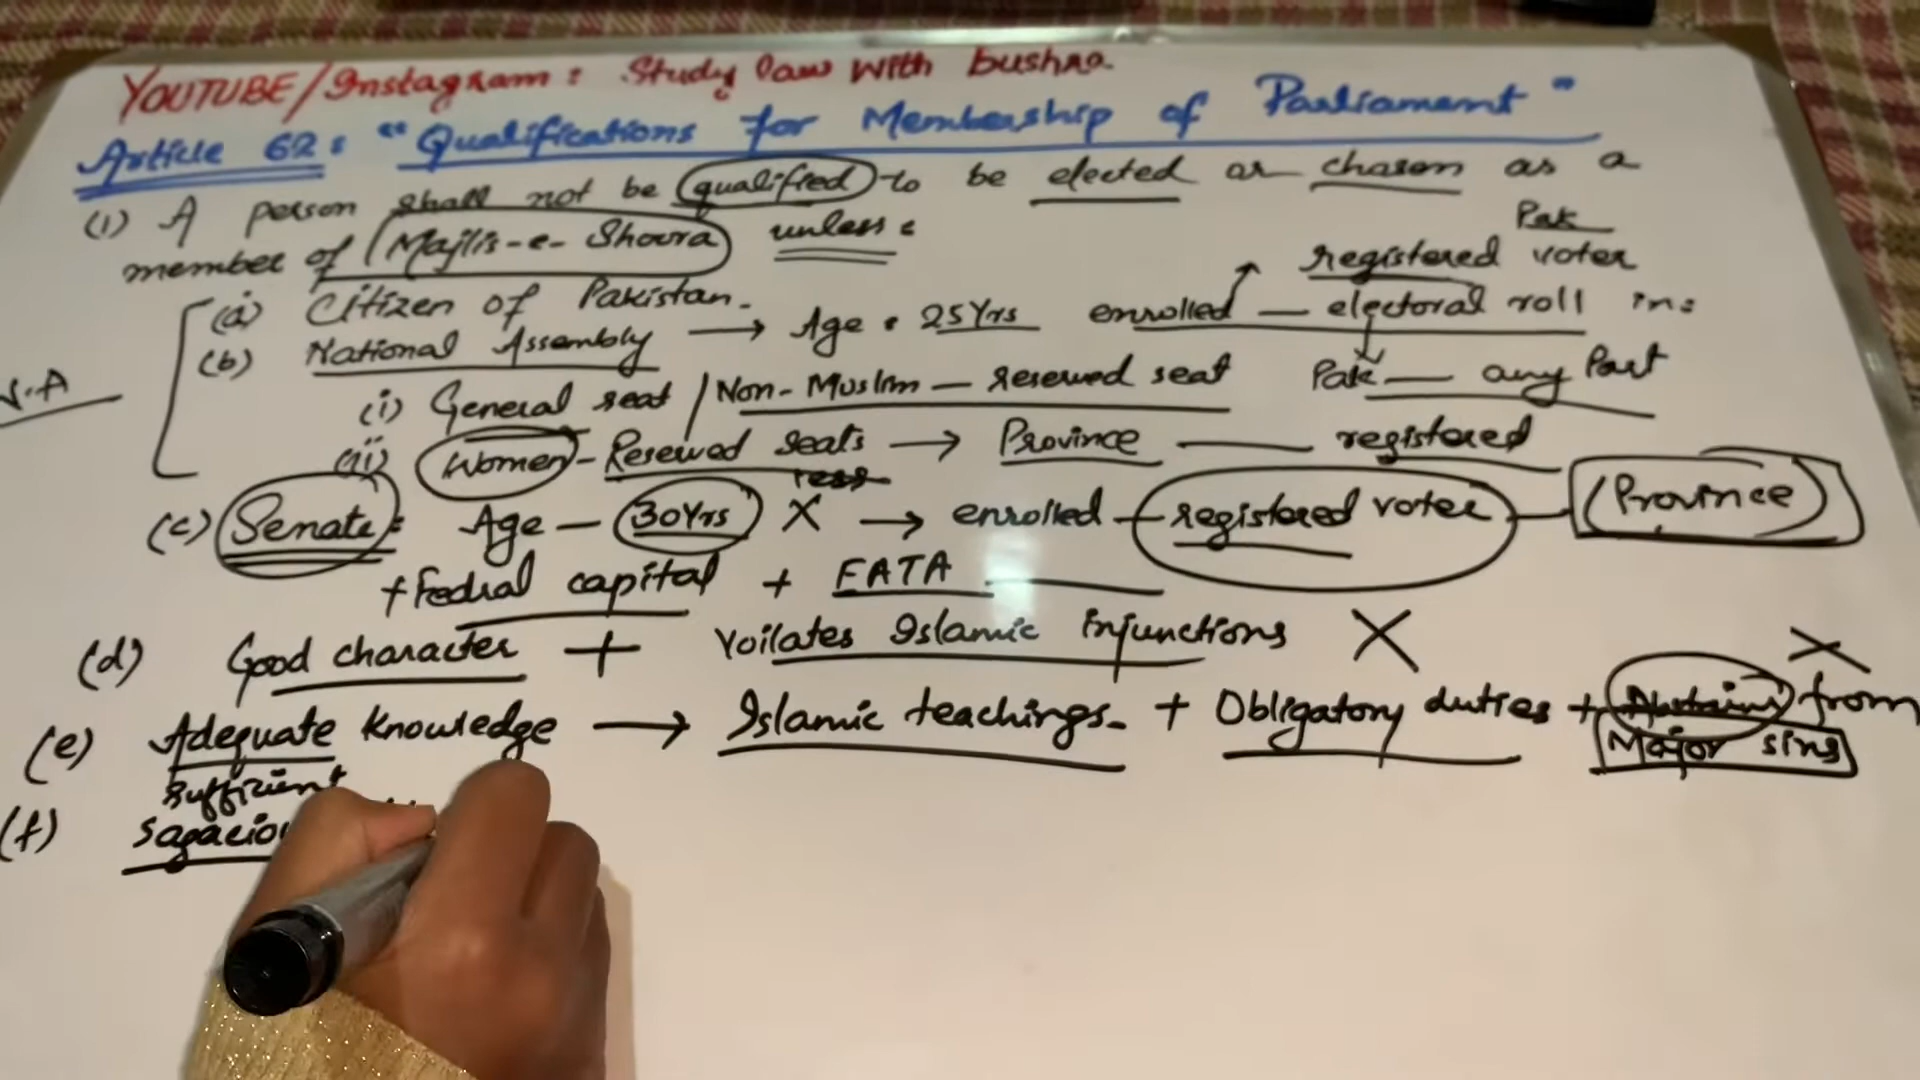 YOUTUBE/Instagram: Study law with bushra
Article 62: "Qualifications for Membership of Parliament"
(1) A person shall not be qualified to be elected or chosen as a
member of Majlis-e-Shoora unless:
Pak
registered voter
(a) Citizen of Pakistan.
(b) National Assembly → Age: 25Yrs enrolled — electoral roll in:
N.A
(i) General seat / Non-Muslim — reserved seat Pak — any Part
(ii) Women - Reserved seats → Province — registered
(c) Senate: Age — 30Yrs X → enrolled — registered voter — (Province)
+ Fedral capital + FATA
(d) Good character + Voilates Islamic injunctions X
X
(e) Adequate knowledge → Islamic teachings. + Obligatory duties + from
sufficient
Major sins
(f) sagaciou